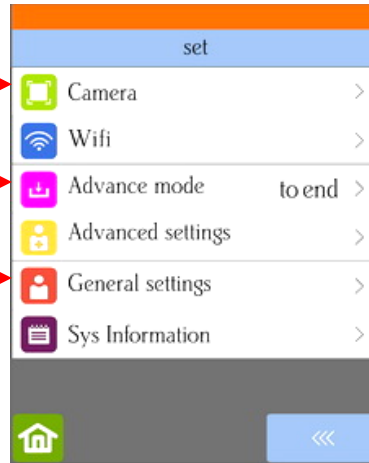 set
Camera
Wifi
Advance mode to end
Advanced settings
General settings
Sys Information